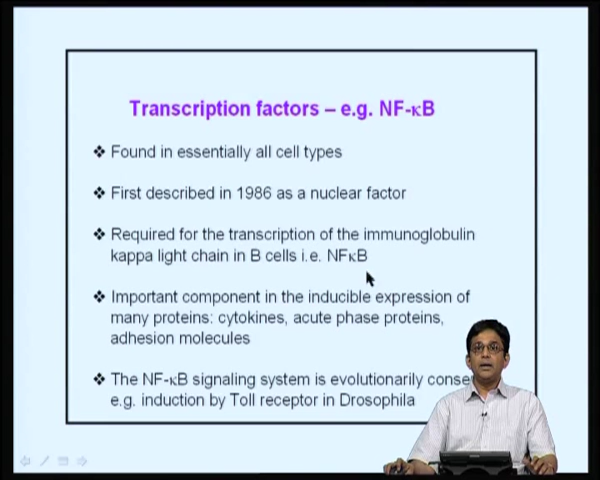 Transcription factors – e.g. NF-κB
❖ Found in essentially all cell types
❖ First described in 1986 as a nuclear factor
❖ Required for the transcription of the immunoglobulin
kappa light chain in B cells i.e. NFκB
❖ Important component in the inducible expression of
many proteins: cytokines, acute phase proteins,
adhesion molecules
❖ The NF-κB signaling system is evolutionarily conse
e.g. induction by Toll receptor in Drosophila